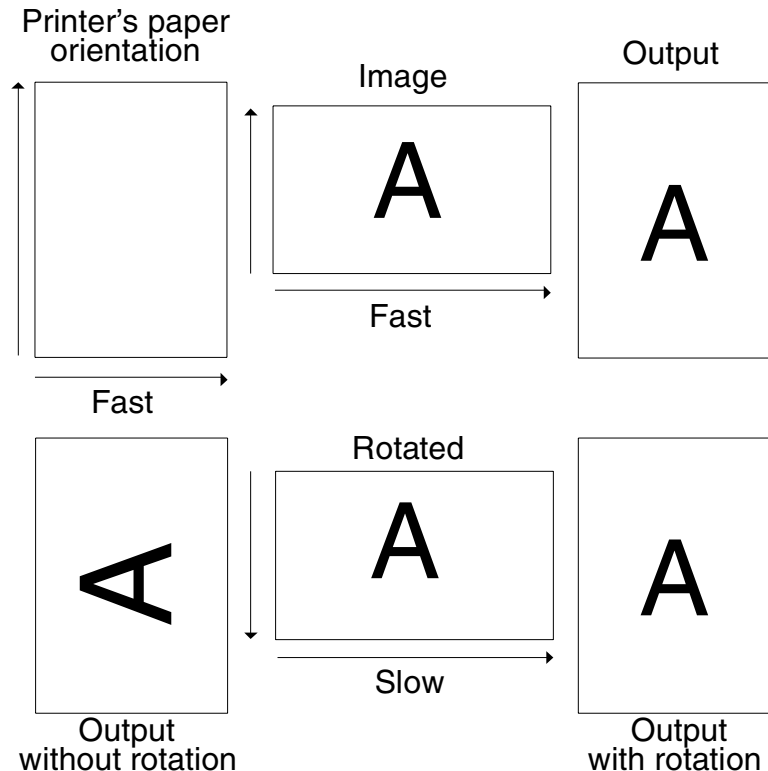 Printer's paper
orientation
Image
Output
A
A
Fast
Fast
Rotated
A
A
A
Slow
Output
without rotation
Output
with rotation